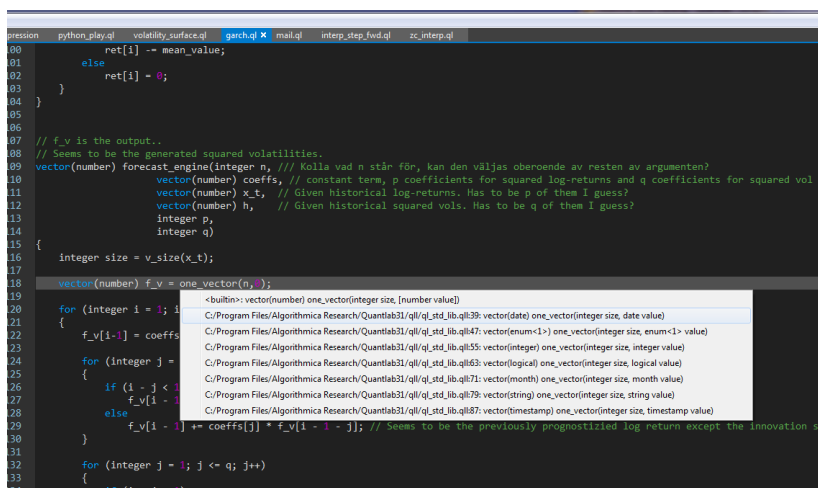 pression python_play.ql volatility_surface.ql garch.ql × mail.ql interp_step_fwd.ql zc_interp.ql
100 ret[i] -= mean_value;
101 else
102 ret[i] = 0;
103 }
104 }
105
106
107 // f_v is the output..
108 // Seems to be the generated squared volatilities.
109 vector(number) forecast_engine(integer n, /// Kolla vad n står för, kan den väljas oberoende av resten av argumenten?
110 vector(number) coeffs, // constant term, p coefficients for squared log-returns and q coefficients for squared vol
111 vector(number) x_t, // Given historical log-returns. Has to be p of them I guess?
112 vector(number) h, // Given historical squared vols. Has to be q of them I guess?
113 integer p,
114 integer q)
115 {
116 integer size = v_size(x_t);
117
118 vector(number) f_v = one_vector(n,0);
119 <builtin>: vector(number) one_vector(integer size, [number value])
120 for (integer i = 1; i
C:/Program Files/Algorithmica Research/Quantlab31/qll/ql_std_lib.qll:39: vector(date) one_vector(integer size, date value)
121 {
C:/Program Files/Algorithmica Research/Quantlab31/qll/ql_std_lib.qll:47: vector(enum<1>) one_vector(integer size, enum<1> value)
122 f_v[i-1] = coeffs
C:/Program Files/Algorithmica Research/Quantlab31/qll/ql_std_lib.qll:55: vector(integer) one_vector(integer size, integer value)
123
124 for (integer j =
C:/Program Files/Algorithmica Research/Quantlab31/qll/ql_std_lib.qll:63: vector(logical) one_vector(integer size, logical value)
125 {
C:/Program Files/Algorithmica Research/Quantlab31/qll/ql_std_lib.qll:71: vector(month) one_vector(integer size, month value)
126 if (i - j < 1
C:/Program Files/Algorithmica Research/Quantlab31/qll/ql_std_lib.qll:79: vector(string) one_vector(integer size, string value)
127 f_v[i - 1
128 else
C:/Program Files/Algorithmica Research/Quantlab31/qll/ql_std_lib.qll:87: vector(timestamp) one_vector(integer size, timestamp value)
129 f_v[i - 1] += coeffs[j] * f_v[i - 1 - j]; // Seems to be the previously prognostizied log return except the innovation s
130 }
131
132 for (integer j = 1; j <= q; j++)
133 {